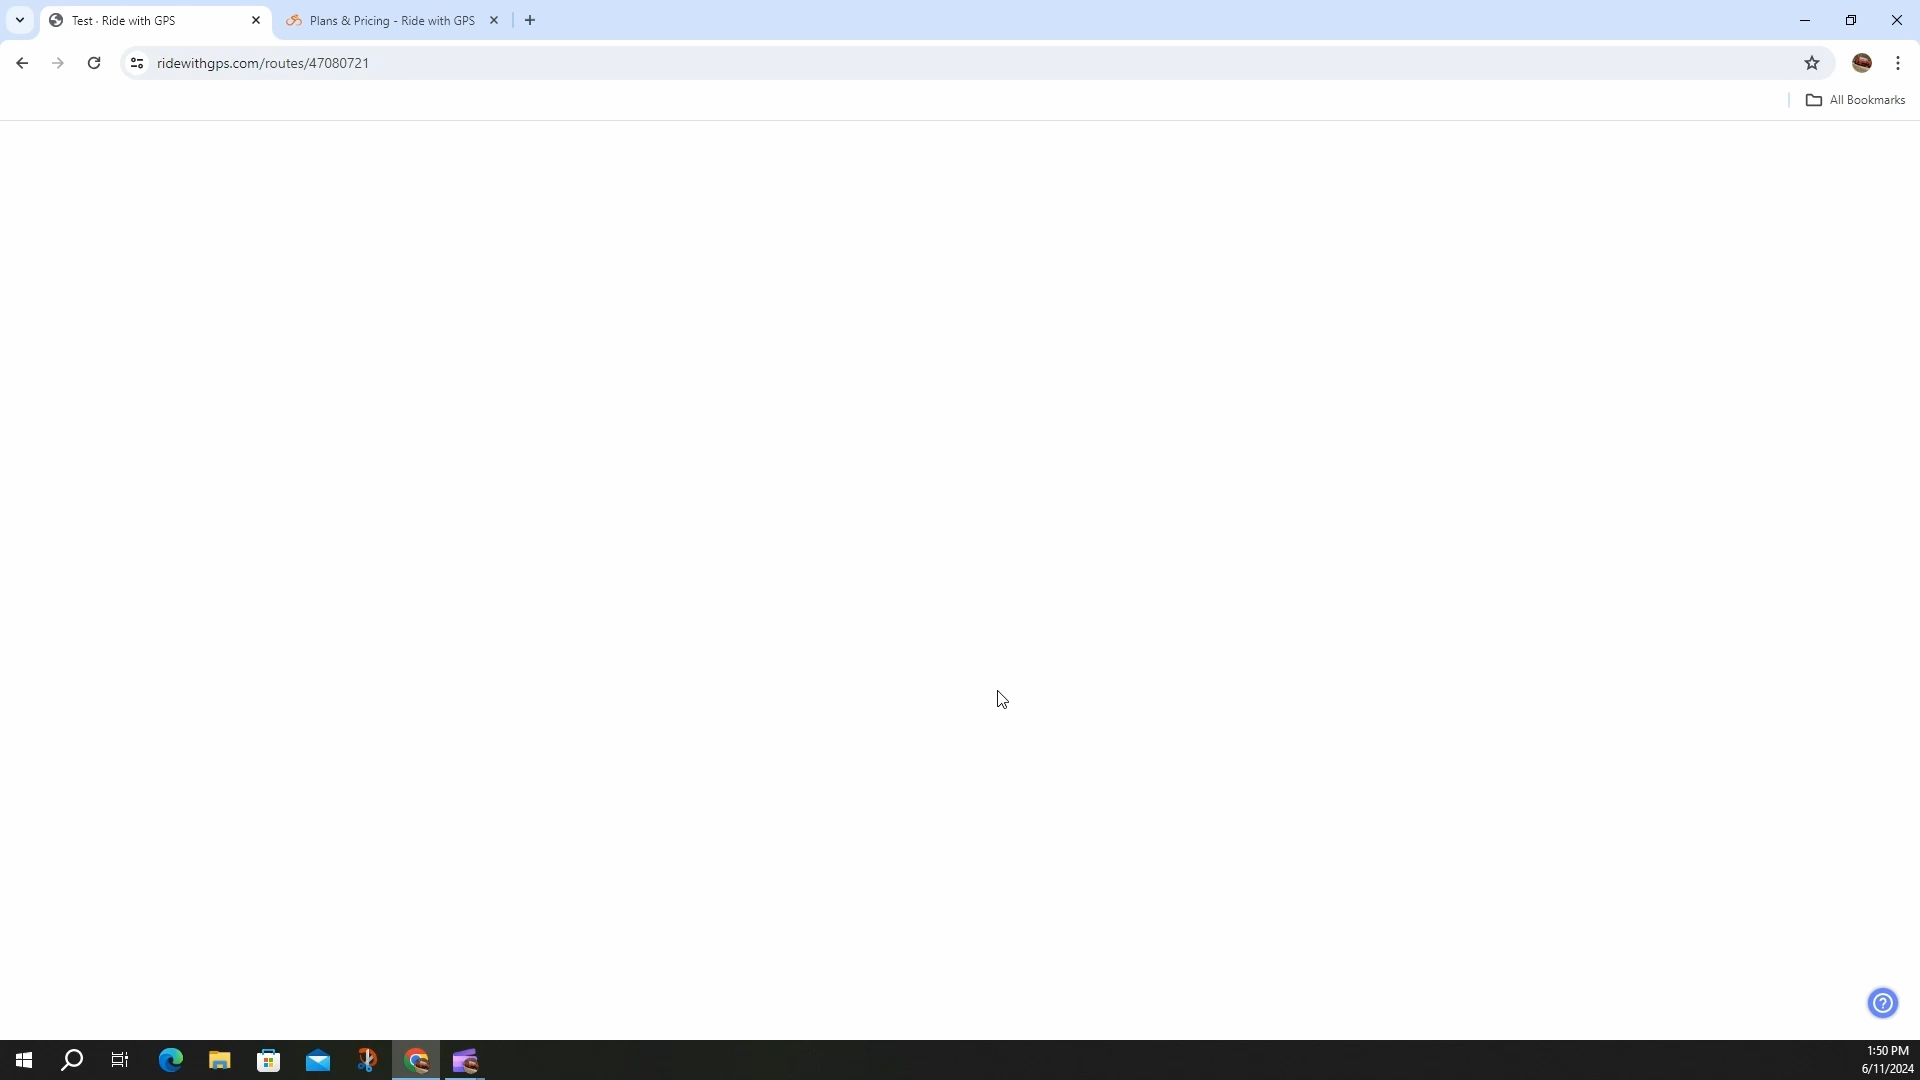 Test · Ride with GPS
Plans & Pricing - Ride with GPS
ridewithgps.com/routes/47080721
All Bookmarks
1:50 PM
6/11/2024